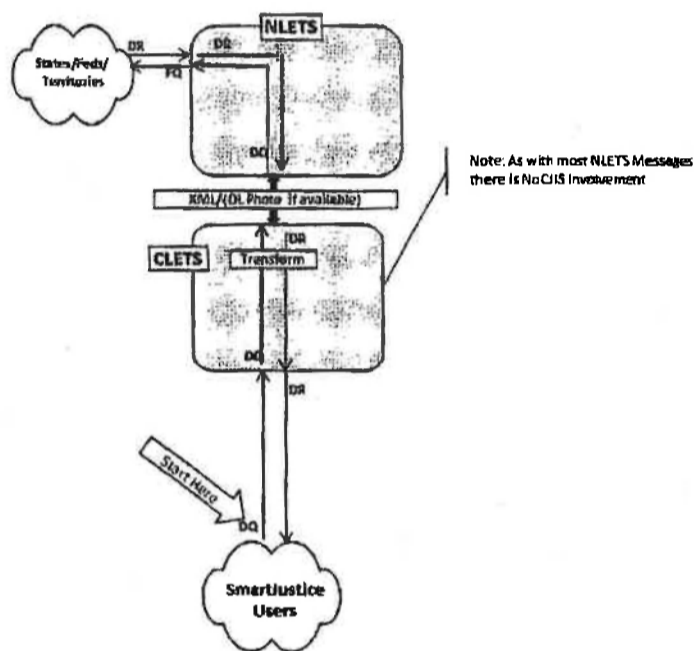 NLETS
DR
DR
States/Feds/
Territories
FQ
DQ
Note: As with most NLETS Messages
there is No CJIS Involvement
XML/(DL Photo if available)
DR
CLETS
Transform
DQ
DR
Start Here
DQ
SmartJustice
Users